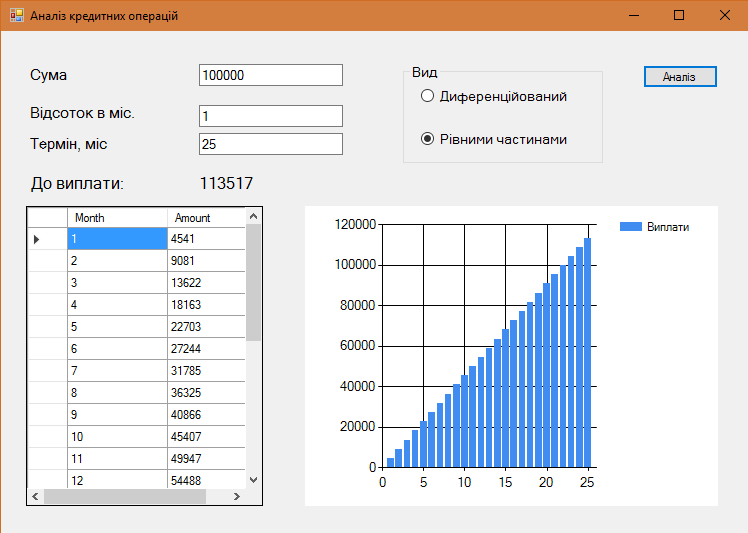 Аналіз кредитних операцій
Сума 100000
Вид
Аналіз
Диференційований
Відсоток в міс. 1
Термін, міс 25
Рівними частинами
До виплати: 113517
Month Amount
1 4541
2 9081
3 13622
4 18163
5 22703
6 27244
7 31785
8 36325
9 40866
10 45407
11 49947
12 54488
120000
100000
80000
60000
40000
20000
0
0 5 10 15 20 25
Виплати